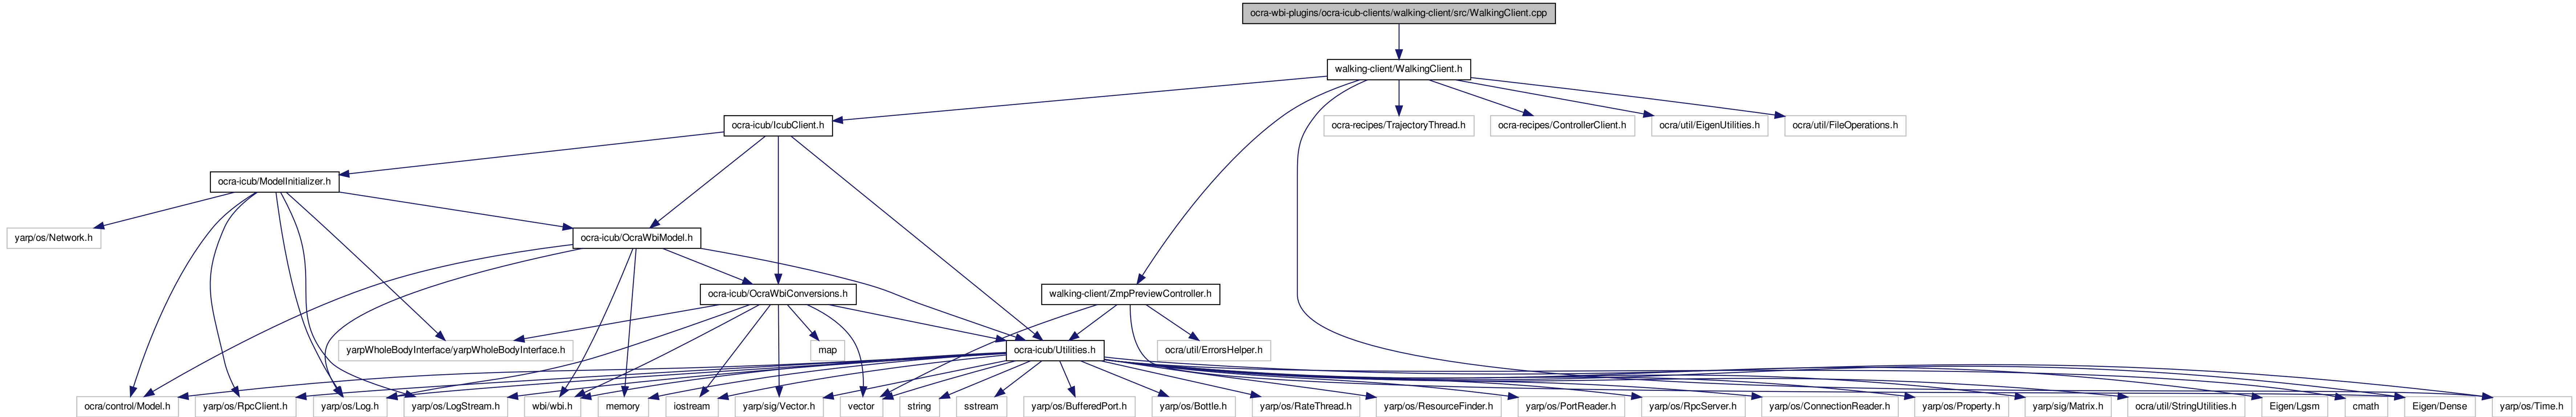 ocra-wbi-plugins/ocra-icub-clients/walking-client/src/WalkingClient.cpp
walking-client/WalkingClient.h
ocra-icub/IcubClient.h
ocra-recipes/TrajectoryThread.h
ocra-recipes/ControllerClient.h
ocra/util/EigenUtilities.h
ocra/util/FileOperations.h
ocra-icub/ModelInitializer.h
yarp/os/Network.h
ocra-icub/OcraWbiModel.h
ocra-icub/OcraWbiConversions.h
walking-client/ZmpPreviewController.h
yarpWholeBodyInterface/yarpWholeBodyInterface.h
map
ocra-icub/Utilities.h
ocra/util/ErrorsHelper.h
ocra/control/Model.h
yarp/os/RpcClient.h
yarp/os/Log.h
yarp/os/LogStream.h
wbi/wbi.h
memory
iostream
yarp/sig/Vector.h
vector
string
sstream
yarp/os/BufferedPort.h
yarp/os/Bottle.h
yarp/os/RateThread.h
yarp/os/ResourceFinder.h
yarp/os/PortReader.h
yarp/os/RpcServer.h
yarp/os/ConnectionReader.h
yarp/os/Property.h
yarp/sig/Matrix.h
ocra/util/StringUtilities.h
Eigen/Lgsm
cmath
Eigen/Dense
yarp/os/Time.h